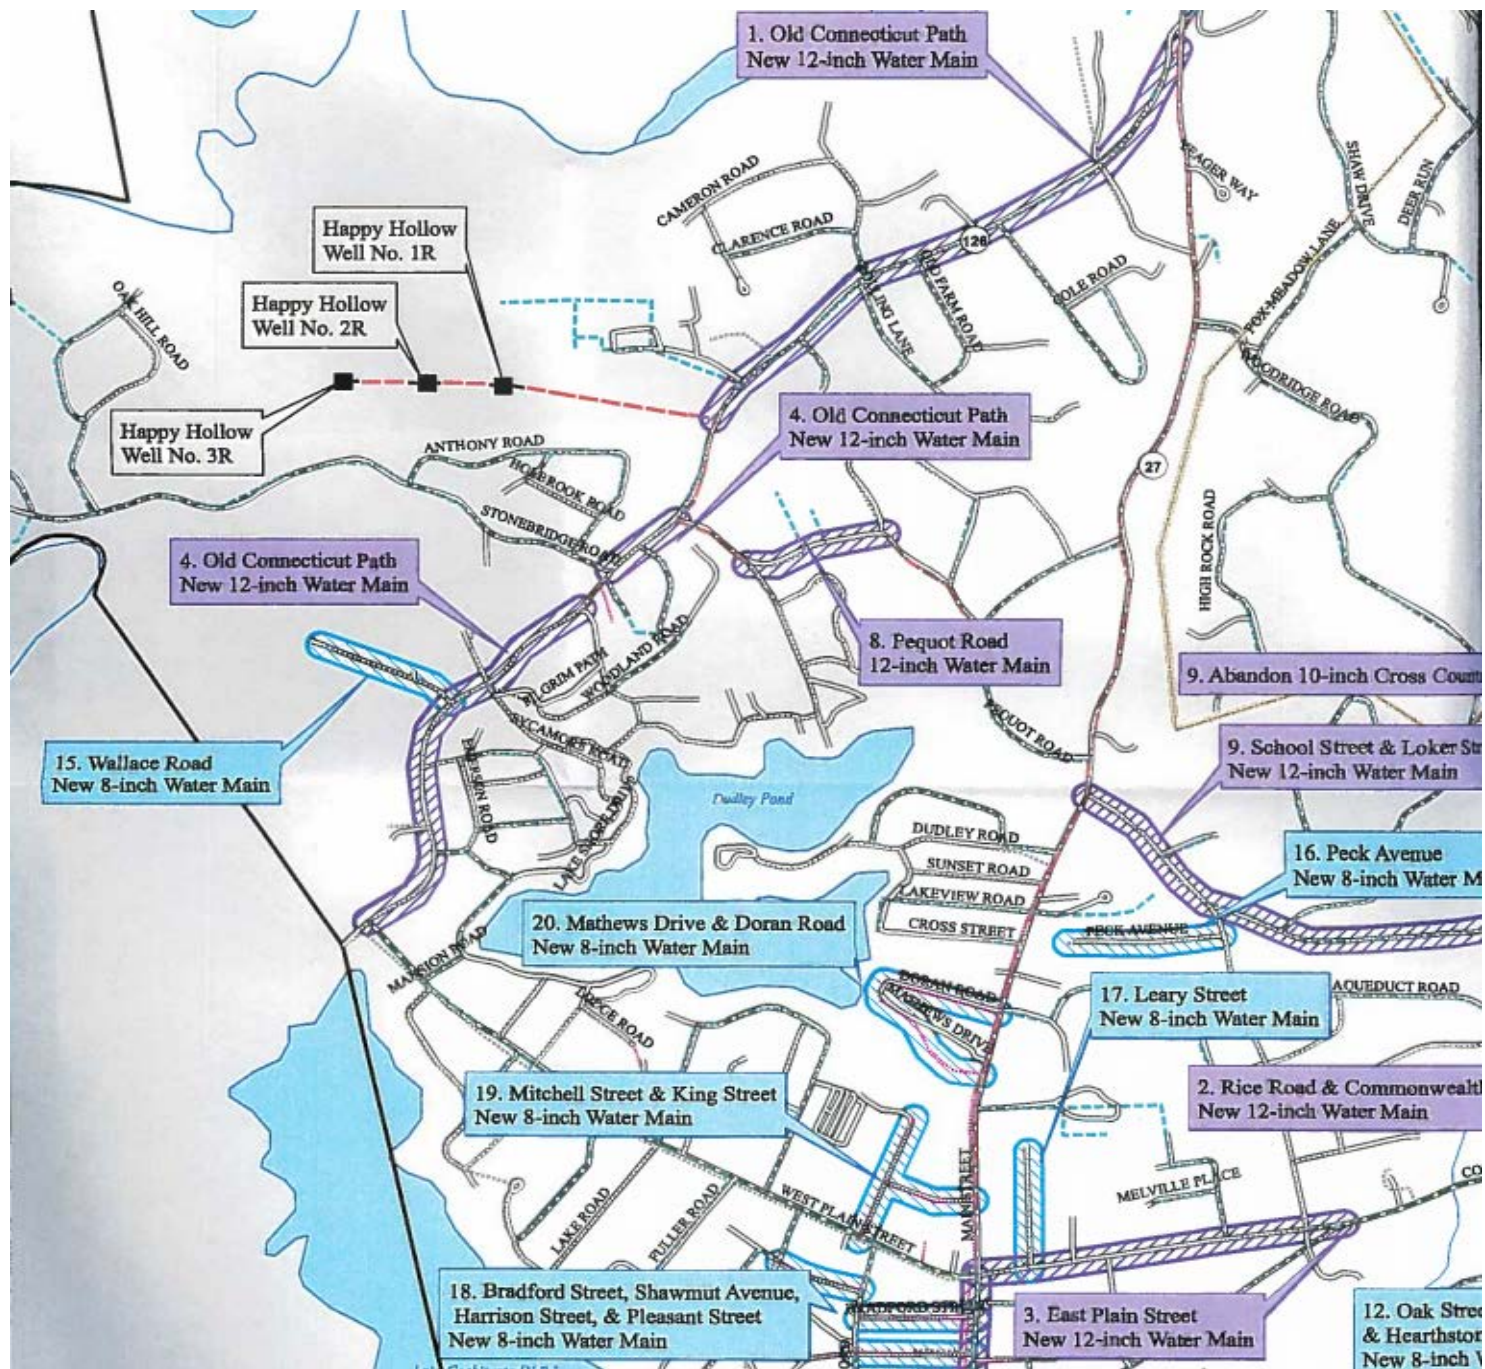 1. Old Connecticut Path
New 12-inch Water Main
CAMERON ROAD
CLARENCE ROAD
YEAGER WAY
SHAW DRIVE
DEER RUN
126
Happy Hollow
Well No. 1R
Happy Hollow
Well No. 2R
Happy Hollow
Well No. 3R
OAK HILL ROAD
OLD FARM ROAD
COLE ROAD
FOX MEADOW LANE
WOODRIDGE ROAD
4. Old Connecticut Path
New 12-inch Water Main
ANTHONY ROAD
HOLBROOK ROAD
STONEBRIDGE ROAD
27
HIGH ROCK ROAD
4. Old Connecticut Path
New 12-inch Water Main
8. Pequot Road
12-inch Water Main
PILGRIM PATH
WOODLAND ROAD
9. Abandon 10-inch Cross Count
SYCAMORE ROAD
PEQUOT ROAD
9. School Street & Loker Str
New 12-inch Water Main
15. Wallace Road
New 8-inch Water Main
EMERSON ROAD
LAKE SHORE DRIVE
Dudley Pond
DUDLEY ROAD
SUNSET ROAD
LAKEVIEW ROAD
CROSS STREET
16. Peck Avenue
New 8-inch Water M
PECK AVENUE
20. Mathews Drive & Doran Road
New 8-inch Water Main
MANSION ROAD
DORAN ROAD
MATHEWS DRIVE
17. Leary Street
New 8-inch Water Main
AQUEDUCT ROAD
19. Mitchell Street & King Street
New 8-inch Water Main
2. Rice Road & Commonwealth
New 12-inch Water Main
MAIN STREET
MELVILLE PLACE
CO
WEST PLAIN STREET
LAKE ROAD
FULLER ROAD
18. Bradford Street, Shawmut Avenue,
Harrison Street, & Pleasant Street
New 8-inch Water Main
BRADFORD STREET
3. East Plain Street
New 12-inch Water Main
12. Oak Stree
& Hearthston
New 8-inch W